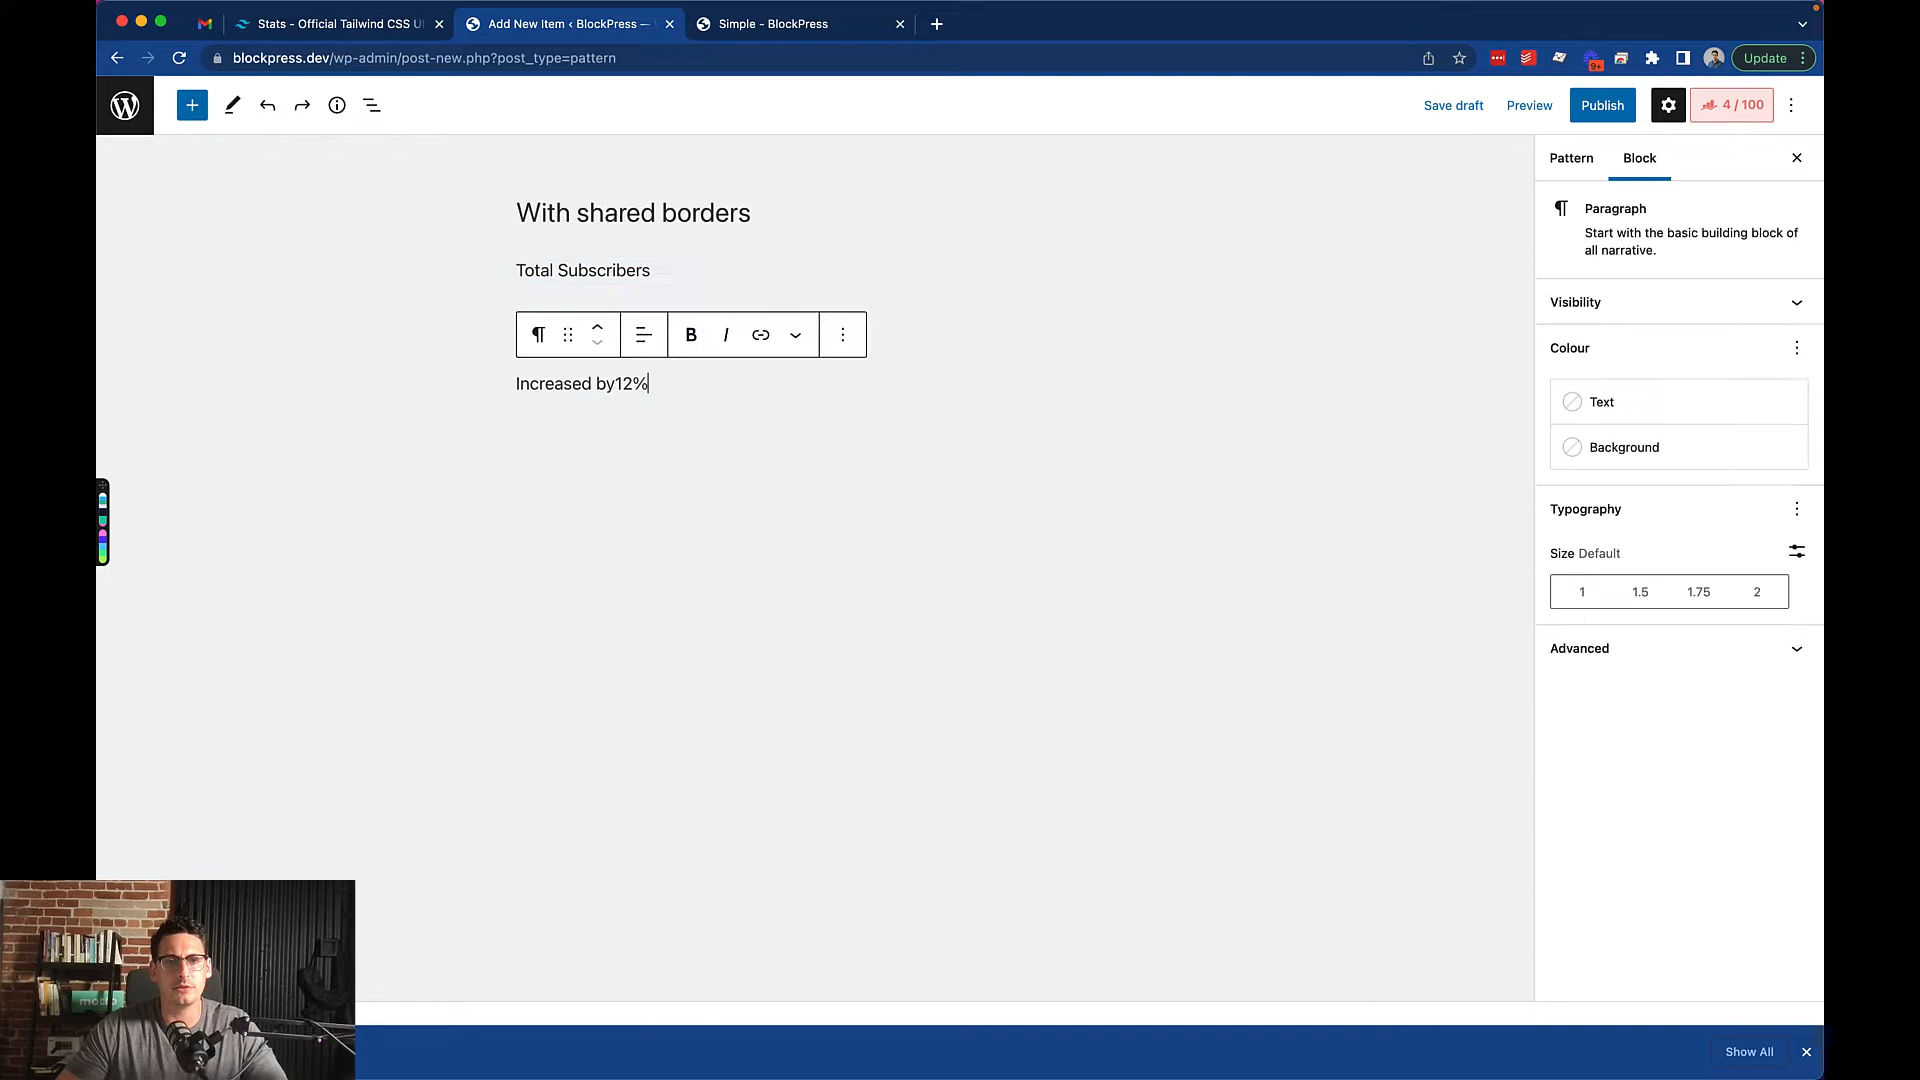 Stats - Official Tailwind CSS UI
Add New Item ‹ BlockPress —
Simple - BlockPress
blockpress.dev/wp-admin/post-new.php?post_type=pattern
9+
Update
Save draft
Preview
Publish
4 / 100
Pattern
Block
With shared borders
Paragraph
Start with the basic building block of
all narrative.
Total Subscribers
Visibility
B I
Colour
Increased by12%
Text
Background
Typography
Size Default
1 1.5 1.75 2
Advanced
Show All